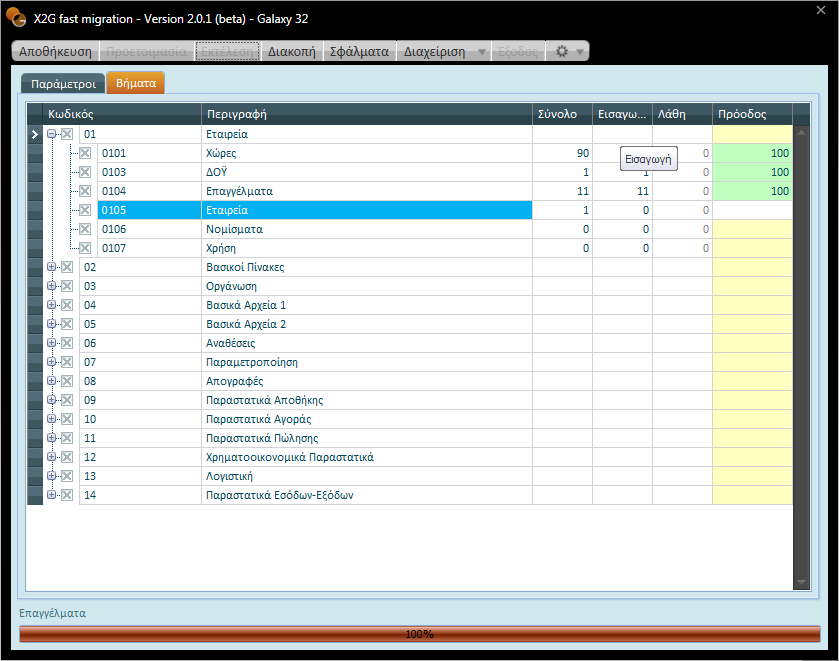 X2G fast migration - Version 2.0.1 (beta) - Galaxy 32
Αποθήκευση Προετοιμασία Εκτέλεση Διακοπή Σφάλματα Διαχείριση Έξοδος
Παράμετροι Βήματα
Κωδικός Περιγραφή Σύνολο Εισαγω... Λάθη Πρόοδος
01 Εταιρεία
0101 Χώρες 90 0 100
Εισαγωγή
0103 ΔΟΫ 1 1 0 100
0104 Επαγγέλματα 11 11 0 100
0105 Εταιρεία 1 0 0
0106 Νομίσματα 0 0 0
0107 Χρήση 0 0 0
02 Βασικοί Πίνακες
03 Οργάνωση
04 Βασικά Αρχεία 1
05 Βασικά Αρχεία 2
06 Αναθέσεις
07 Παραμετροποίηση
08 Απογραφές
09 Παραστατικά Αποθήκης
10 Παραστατικά Αγοράς
11 Παραστατικά Πώλησης
12 Χρηματοοικονομικά Παραστατικά
13 Λογιστική
14 Παραστατικά Εσόδων-Εξόδων
Επαγγέλματα
100%